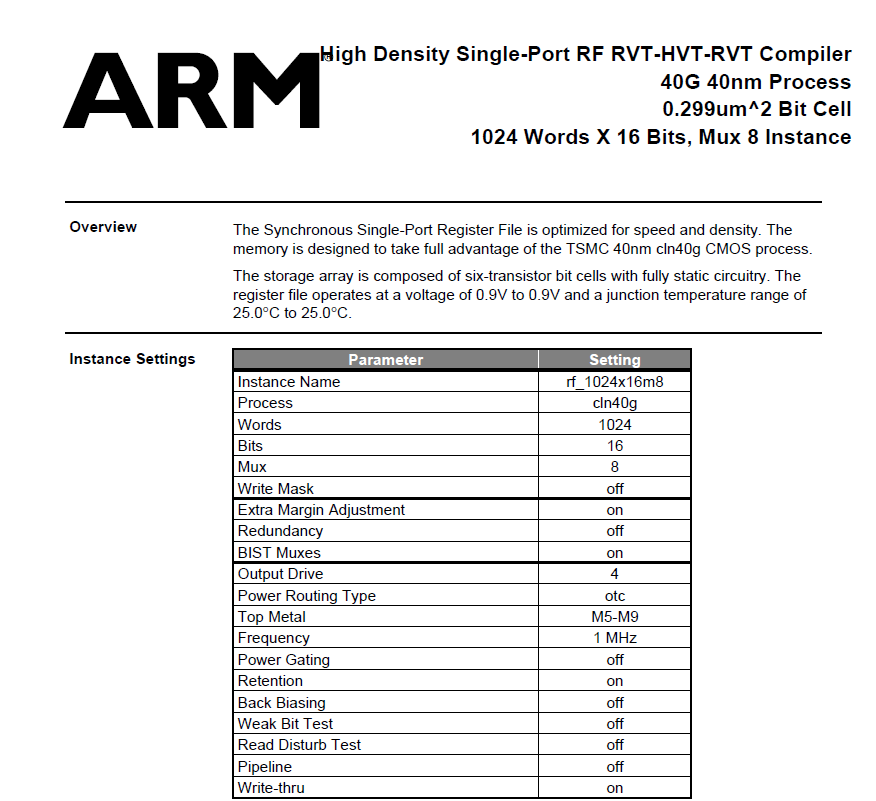 ARM®
High Density Single-Port RF RVT-HVT-RVT Compiler
40G 40nm Process
0.299um^2 Bit Cell
1024 Words X 16 Bits, Mux 8 Instance
Overview
The Synchronous Single-Port Register File is optimized for speed and density. The
memory is designed to take full advantage of the TSMC 40nm cln40g CMOS process.
The storage array is composed of six-transistor bit cells with fully static circuitry. The
register file operates at a voltage of 0.9V to 0.9V and a junction temperature range of
25.0°C to 25.0°C.
Instance Settings
Parameter Setting
Instance Name rf_1024x16m8
Process cln40g
Words 1024
Bits 16
Mux 8
Write Mask off
Extra Margin Adjustment on
Redundancy off
BIST Muxes on
Output Drive 4
Power Routing Type otc
Top Metal M5-M9
Frequency 1 MHz
Power Gating off
Retention on
Back Biasing off
Weak Bit Test off
Read Disturb Test off
Pipeline off
Write-thru on